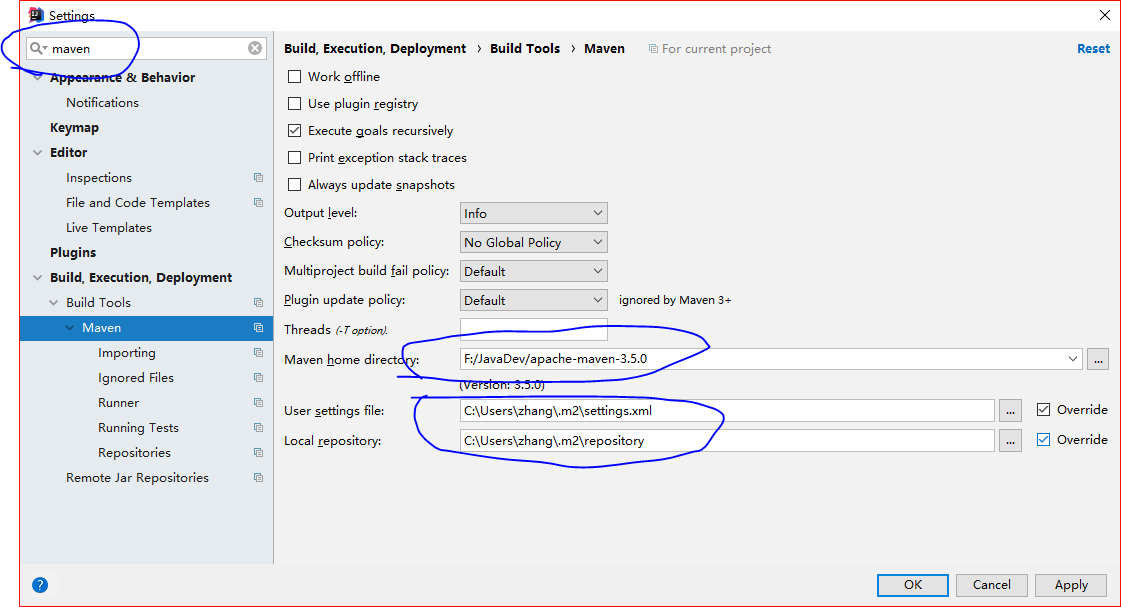 Settings
maven
Appearance & Behavior
Notifications
Keymap
Editor
Inspections
File and Code Templates
Live Templates
Plugins
Build, Execution, Deployment
Build Tools
Maven
Importing
Ignored Files
Runner
Running Tests
Repositories
Remote Jar Repositories
Build, Execution, Deployment › Build Tools › Maven For current project Reset
Work offline
Use plugin registry
Execute goals recursively
Print exception stack traces
Always update snapshots
Output level: Info
Checksum policy: No Global Policy
Multiproject build fail policy: Default
Plugin update policy: Default ignored by Maven 3+
Threads (-T option).
Maven home directory: F:/JavaDev/apache-maven-3.5.0 ...
(Version: 3.5.0)
User settings file: C:\Users\zhang\.m2\settings.xml ... Override
Local repository: C:\Users\zhang\.m2\repository ... Override
? OK Cancel Apply